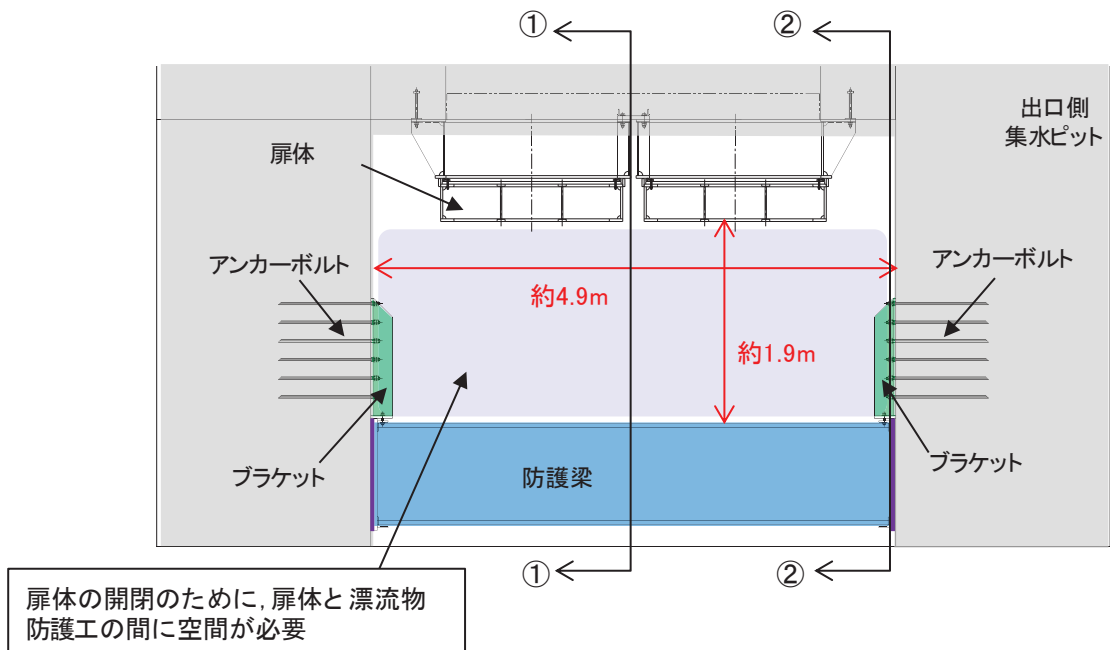 ①
②
出口側
集水ピット
扉体
アンカーボルト
アンカーボルト
約4.9m
約1.9m
ブラケット
防護梁
ブラケット
①
②
扉体の開閉のために,扉体と漂流物
防護工の間に空間が必要